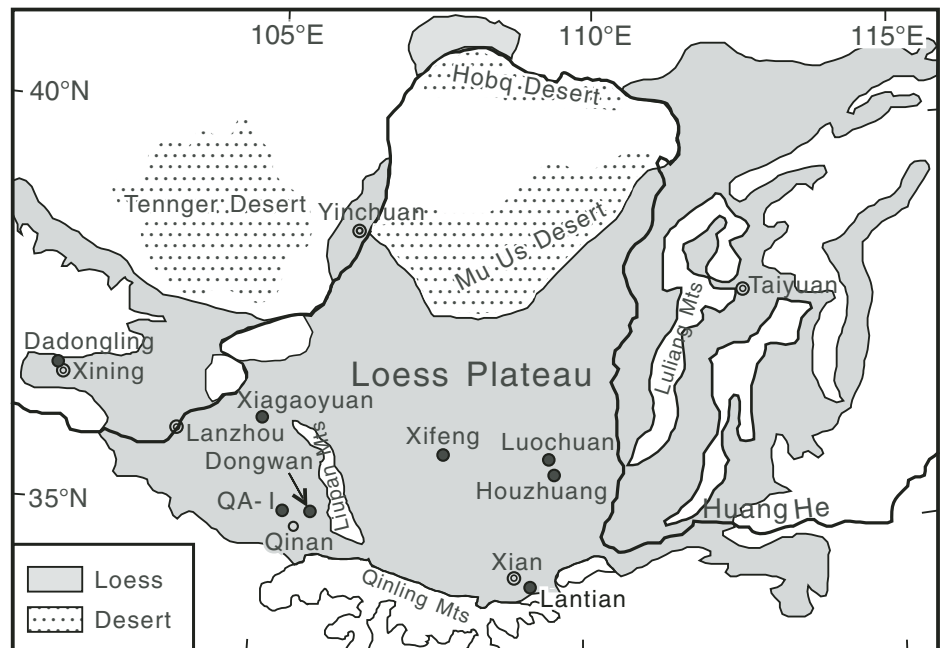 105°E
110°E
115°E
40°N
Hobq Desert
Tennger Desert
Yinchuan
Mu Us Desert
Taiyuan
Luliang Mts
Dadongling
Xining
Loess Plateau
Xiagaoyuan
Lanzhou
Liupan Mts
Dongwan
Xifeng
Luochuan
Houzhuang
35°N
QA- I
Qinan
Huang He
Xian
Lantian
Qinling Mts
Loess
Desert